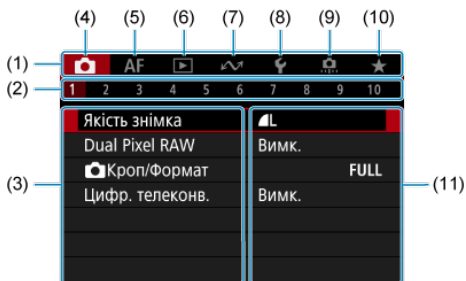 (4) (5) (6) (7) (8) (9) (10)
(1) AF
(2) 1 2 3 4 5 6 7 8 9 10
Якість знімка L
Dual Pixel RAW Вимк.
Кроп/Формат FULL
(3) (11)
Цифр. телеконв. Вимк.